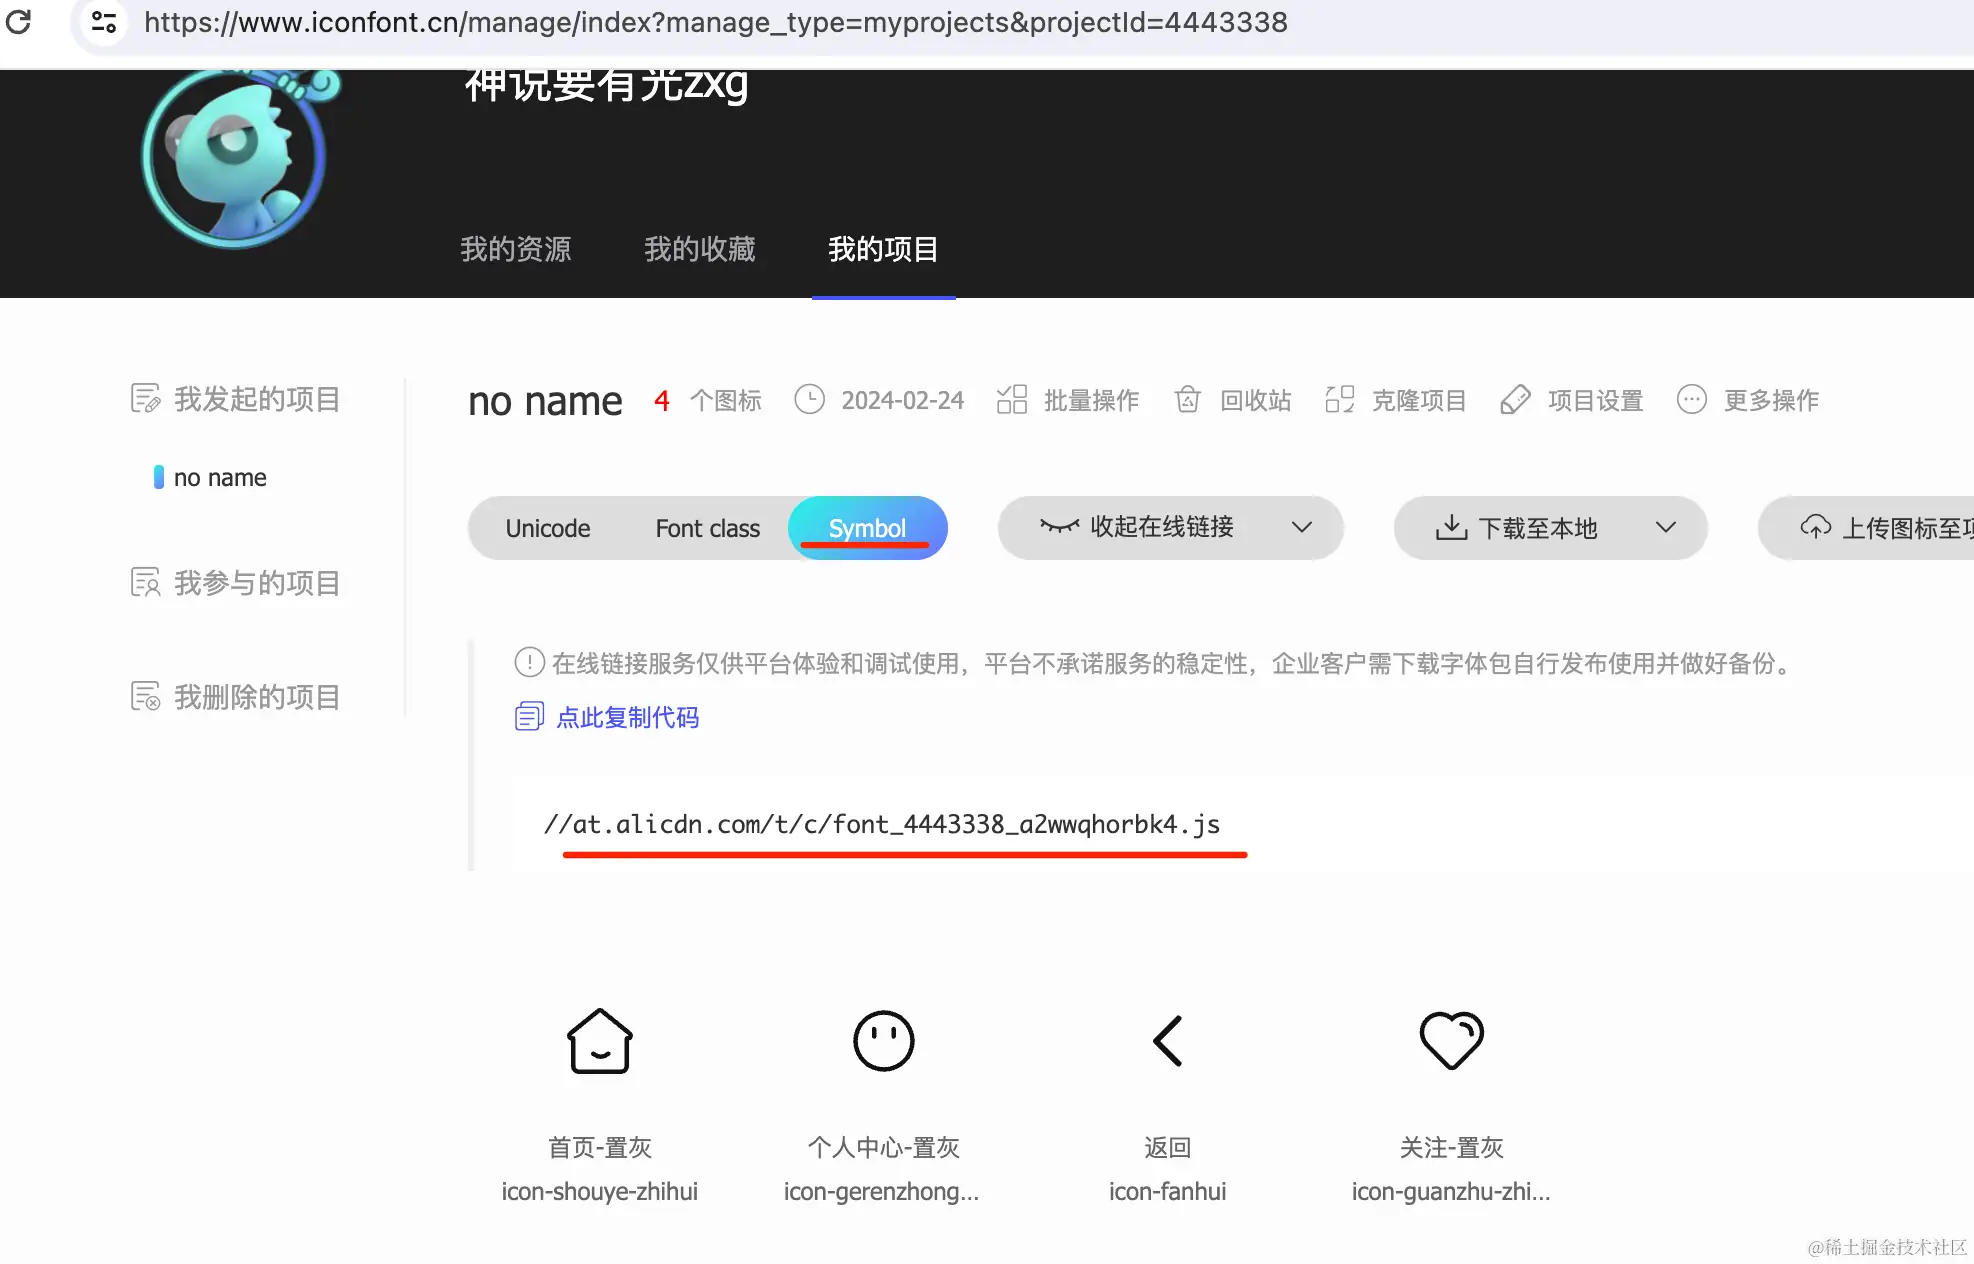 https://www.iconfont.cn/manage/index?manage_type=myprojects&projectId=4443338
神说要有光zxg
我的资源 我的收藏 我的项目
我发起的项目
no name
我参与的项目
我删除的项目
no name 4 个图标 2024-02-24 批量操作 回收站 克隆项目 项目设置 更多操作
Unicode Font class Symbol 收起在线链接 下载至本地 上传图标至项
在线链接服务仅供平台体验和调试使用，平台不承诺服务的稳定性，企业客户需下载字体包自行发布使用并做好备份。
点此复制代码
//at.alicdn.com/t/c/font_4443338_a2wwqhorbk4.js
首页-置灰 个人中心-置灰 返回 关注-置灰
icon-shouye-zhihui icon-gerenzhong... icon-fanhui icon-guanzhu-zhi...
@稀土掘金技术社区